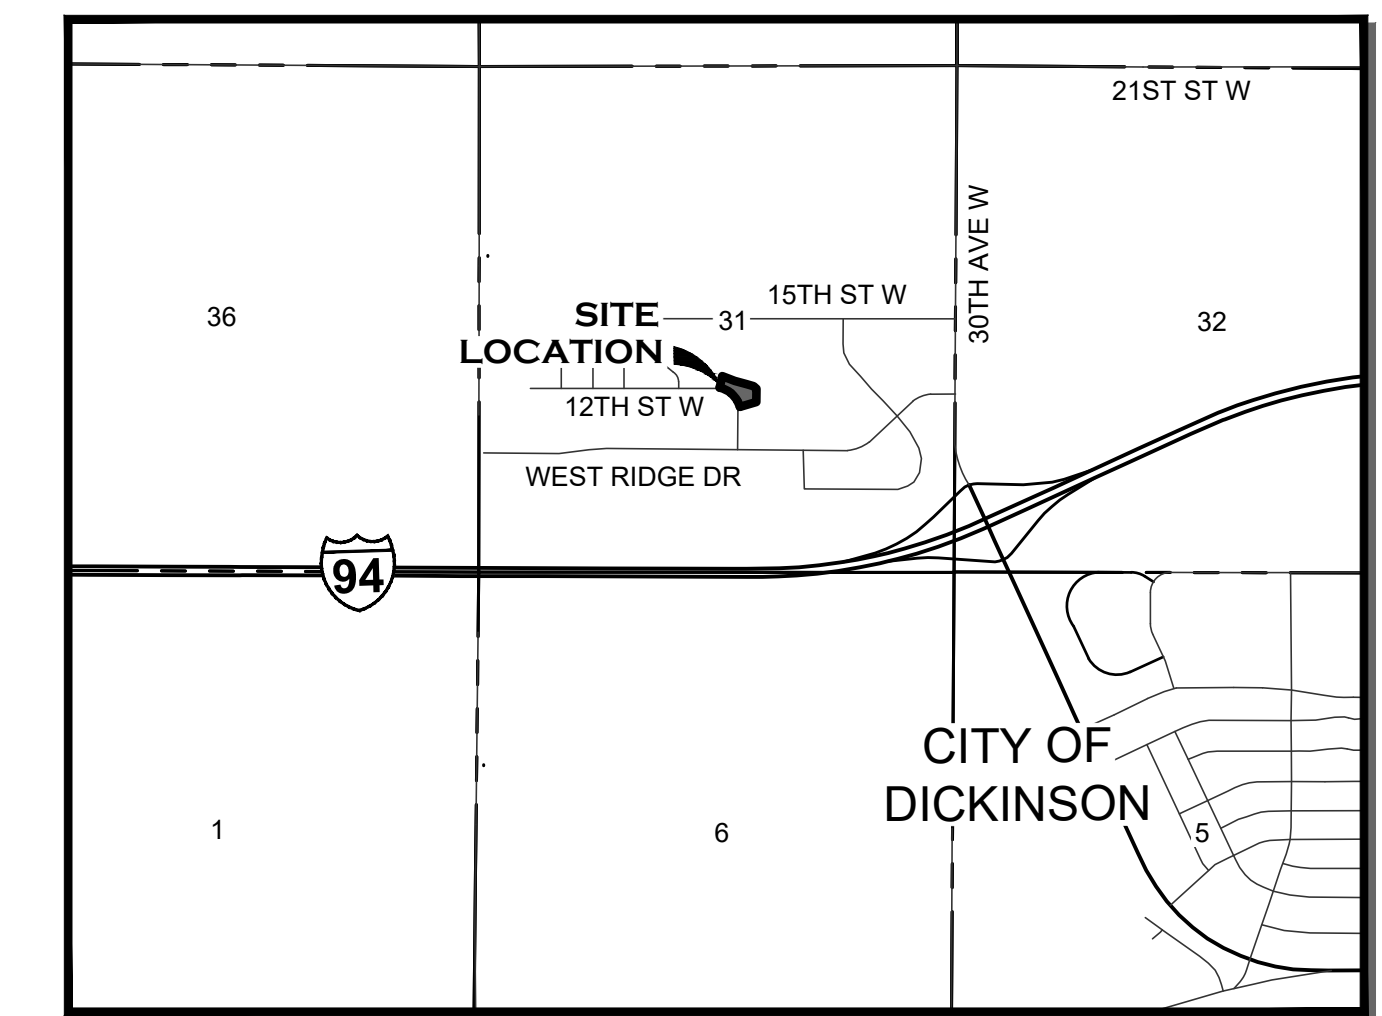 21ST ST W
30TH AVE W
36
SITE
LOCATION
31
15TH ST W
32
12TH ST W
WEST RIDGE DR
94
CITY OF
DICKINSON
1
6
5